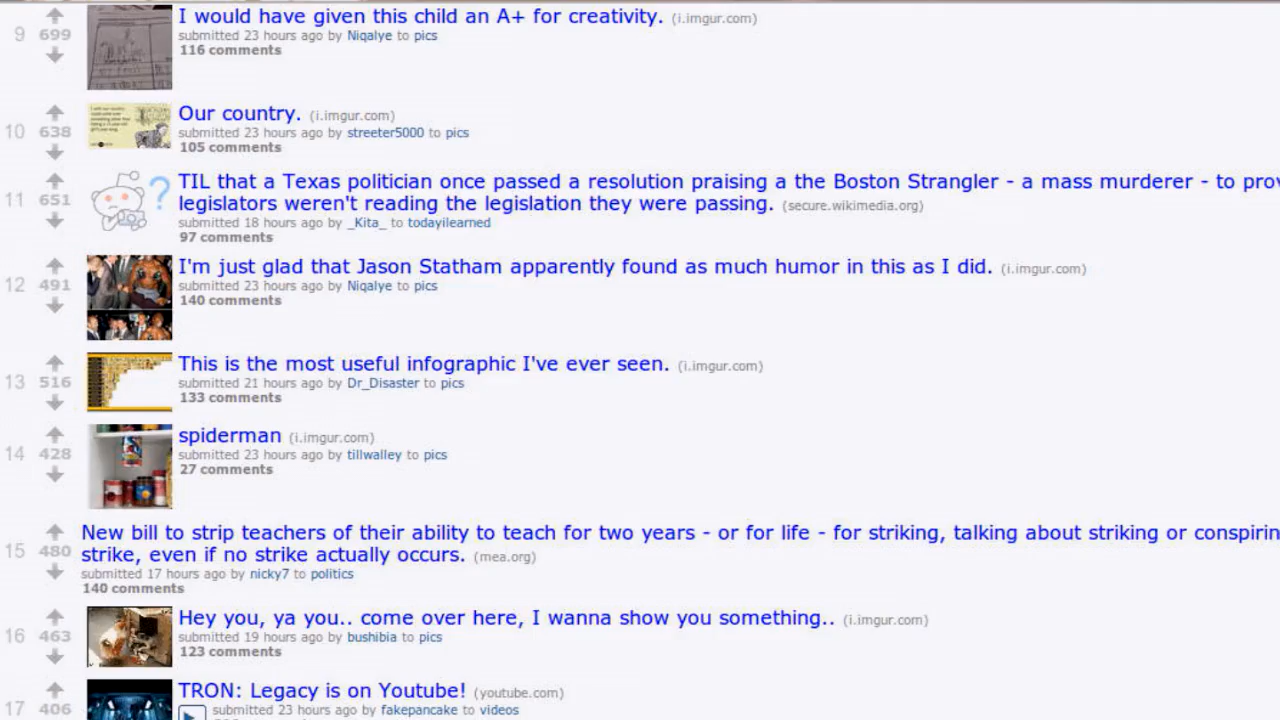 I would have given this child an A+ for creativity. (i.imgur.com)
9 699
submitted 23 hours ago by Niqalye to pics
116 comments
Our country. (i.imgur.com)
10 638
submitted 23 hours ago by streeter5000 to pics
105 comments
TIL that a Texas politician once passed a resolution praising a the Boston Strangler - a mass murderer - to prov
11 651
legislators weren't reading the legislation they were passing. (secure.wikimedia.org)
submitted 18 hours ago by _Kita_ to todayilearned
97 comments
I'm just glad that Jason Statham apparently found as much humor in this as I did. (i.imgur.com)
12 491
submitted 23 hours ago by Niqalye to pics
140 comments
This is the most useful infographic I've ever seen. (i.imgur.com)
13 516
submitted 21 hours ago by Dr_Disaster to pics
133 comments
spiderman (i.imgur.com)
14 428
submitted 23 hours ago by tillwalley to pics
27 comments
New bill to strip teachers of their ability to teach for two years - or for life - for striking, talking about striking or conspirin
15 480
strike, even if no strike actually occurs. (mea.org)
submitted 17 hours ago by nicky7 to politics
140 comments
Hey you, ya you.. come over here, I wanna show you something.. (i.imgur.com)
16 463
submitted 19 hours ago by bushibia to pics
123 comments
TRON: Legacy is on Youtube! (youtube.com)
17 406
submitted 23 hours ago by fakepancake to videos